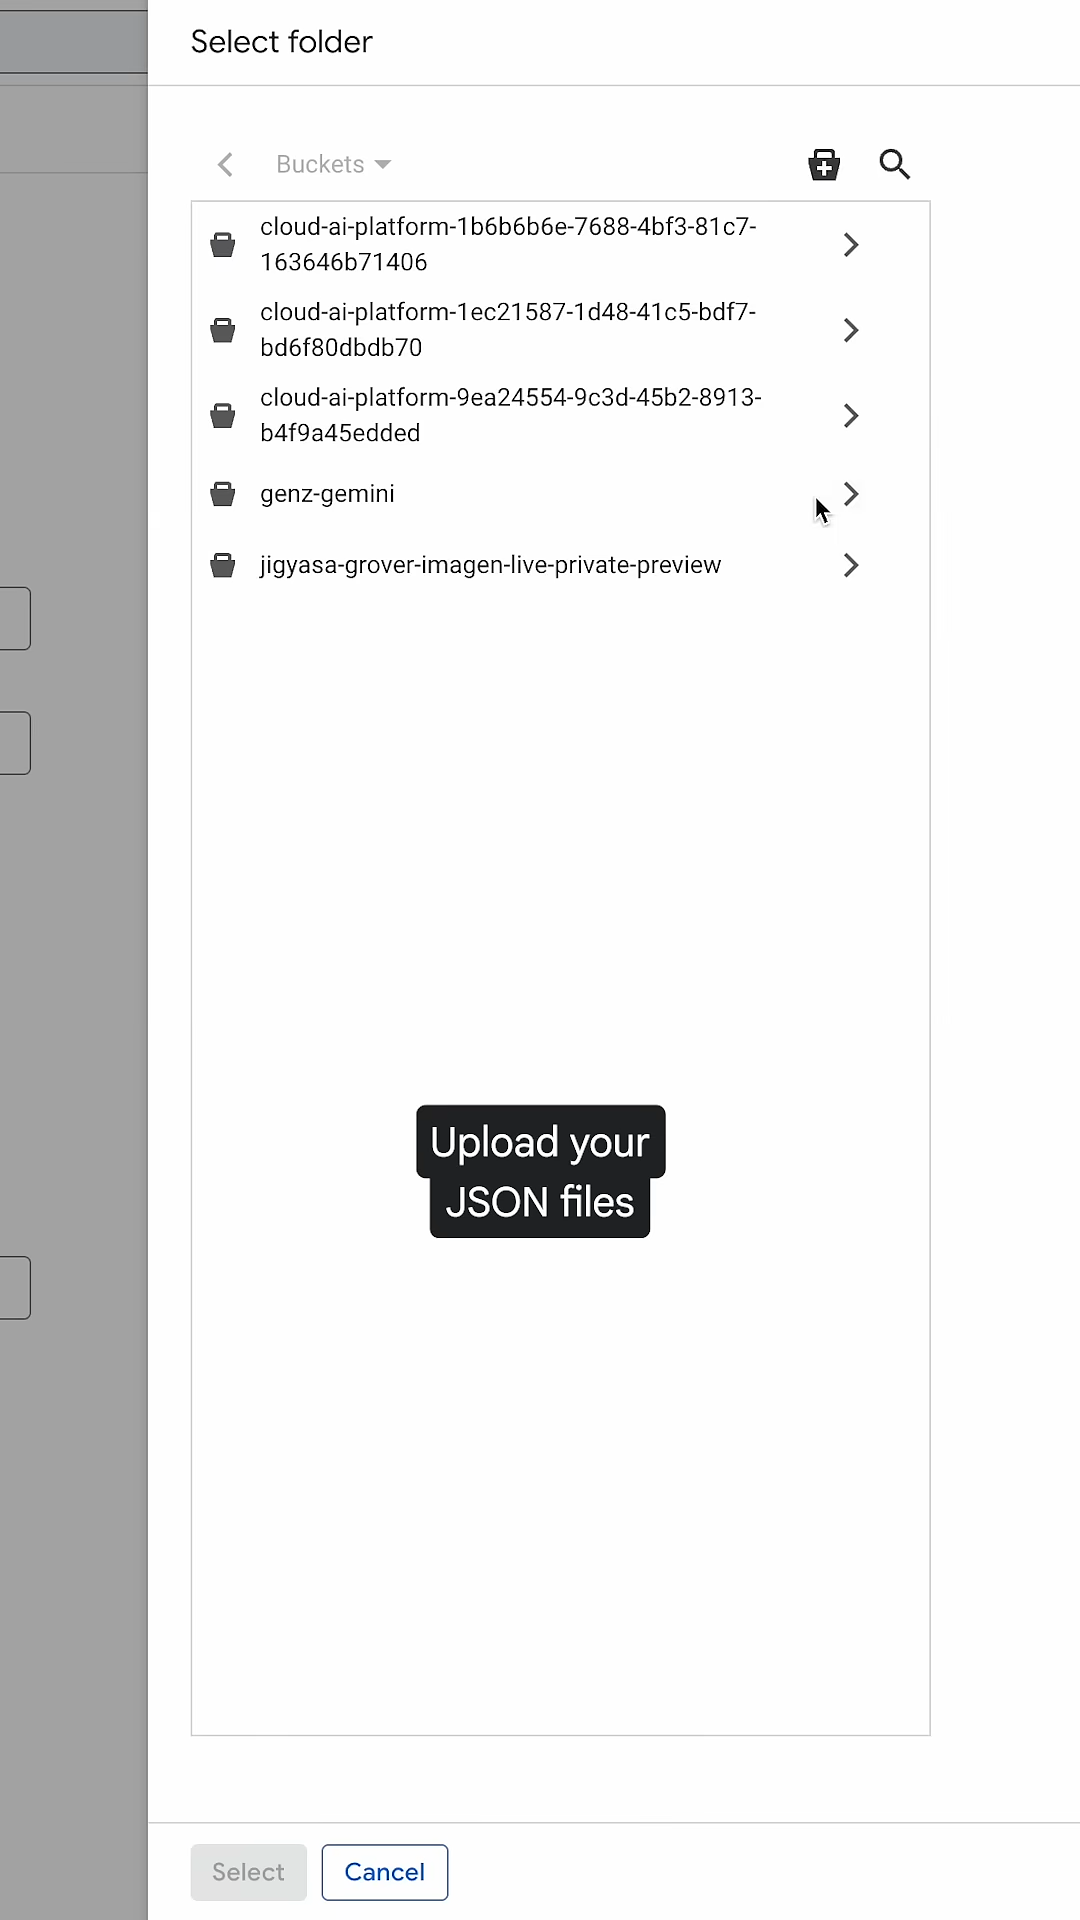 Select folder
Buckets
cloud-ai-platform-1b6b6b6e-7688-4bf3-81c7-
163646b71406
cloud-ai-platform-1ec21587-1d48-41c5-bdf7-
bd6f80dbdb70
cloud-ai-platform-9ea24554-9c3d-45b2-8913-
b4f9a45edded
genz-gemini
jigyasa-grover-imagen-live-private-preview
Upload your
JSON files
Select
Cancel